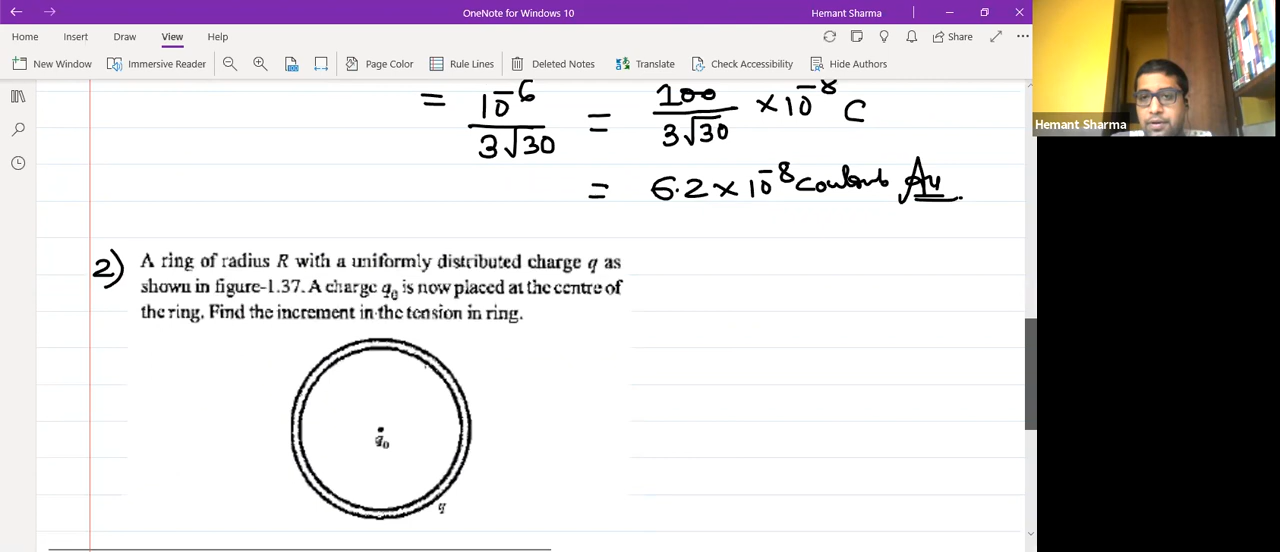 OneNote for Windows 10
Hemant Sharma
Home Insert Draw View Help
Share
New Window Immersive Reader Page Color Rule Lines Deleted Notes Translate Check Accessibility Hide Authors
= 10⁻⁶ / 3√30 = 100 / 3√30 × 10⁻⁸ C
= 6.2 × 10⁻⁸
2) A ring of radius R with a uniformly distributed charge q as
shown in figure-1.37. A charge q₀ is now placed at the centre of
the ring. Find the increment in the tension in ring.
q₀
q
Hemant Sharma